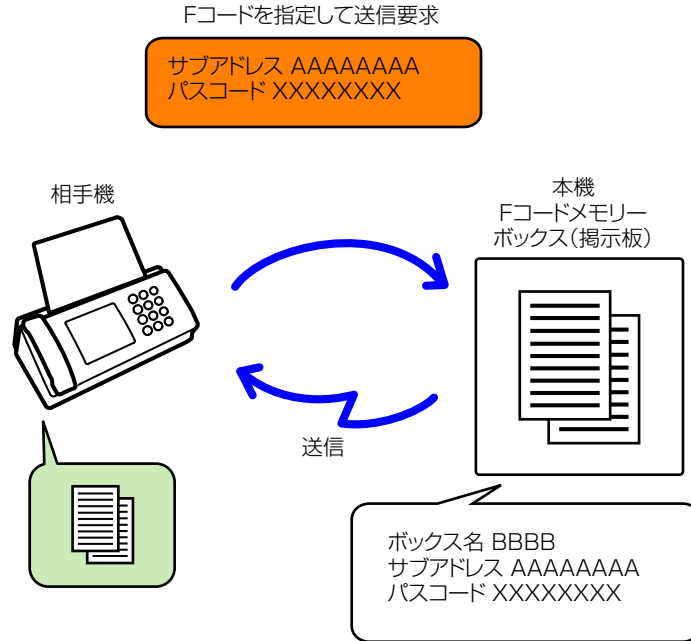 Fコードを指定して送信要求
サブアドレス AAAAAAAA
パスコード XXXXXXXX
相手機
本機
Fコードメモリー
ボックス（掲示板）
送信
ボックス名 BBBB
サブアドレス AAAAAAAA
パスコード XXXXXXXX